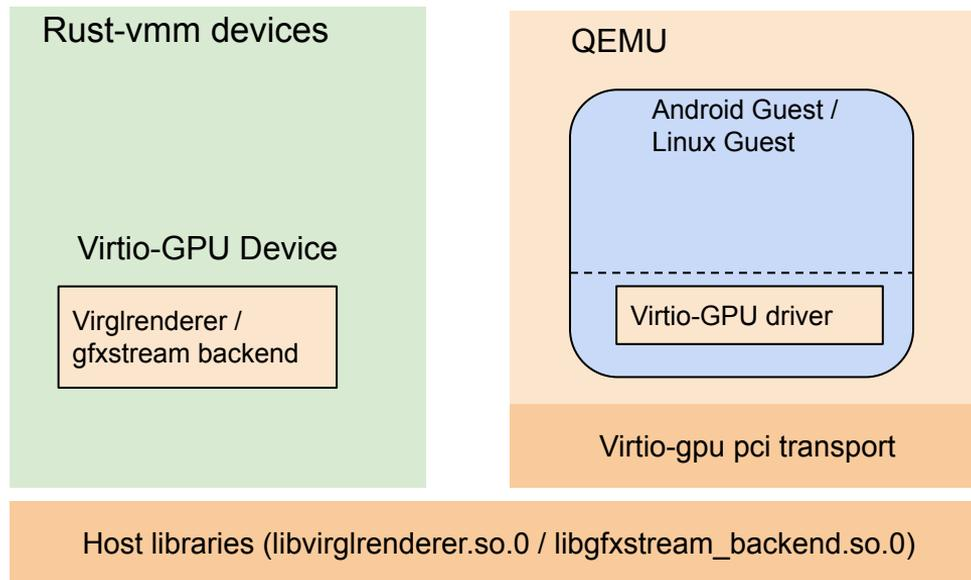 Rust-vmm devices
Virtio-GPU Device
Virglrenderer /
gfxstream backend
QEMU
Android Guest /
Linux Guest
Virtio-GPU driver
Virtio-gpu pci transport
Host libraries (libvirglrenderer.so.0 / libgfxstream_backend.so.0)